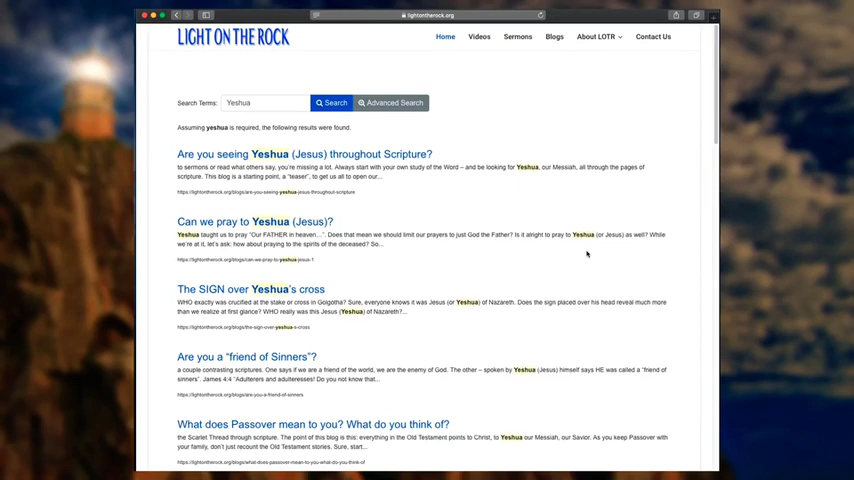 lightontherock.org
LIGHT ON THE ROCK
Home Videos Sermons Blogs About LOTR Contact Us
Search Terms: Yeshua Search Advanced Search
Assuming yeshua is required, the following results were found.
Are you seeing Yeshua (Jesus) throughout Scripture?
to sermons or read what others say, you're missing a lot. Always start with your own study of the Word – and be looking for Yeshua, our Messiah, all through the pages of
scripture. This blog is a starting point, a "teaser", to get us all to open our...
https://lightontherock.org/blogs/are-you-seeing-yeshua-jesus-throughout-scripture
Can we pray to Yeshua (Jesus)?
Yeshua taught us to pray "Our FATHER in heaven…". Does that mean we should limit our prayers to just God the Father? Is it alright to pray to Yeshua (or Jesus) as well? While
we're at it, let's ask: how about praying to the spirits of the deceased? So...
https://lightontherock.org/blogs/can-we-pray-to-yeshua-jesus-1
The SIGN over Yeshua's cross
WHO exactly was crucified at the stake or cross in Golgotha? Sure, everyone knows it was Jesus (or Yeshua) of Nazareth. Does the sign placed over his head reveal much more
than we realize at first glance? WHO really was this Jesus (Yeshua) of Nazareth?...
https://lightontherock.org/blogs/the-sign-over-yeshua-s-cross
Are you a "friend of Sinners"?
a couple contrasting scriptures. One says if we are a friend of the world, we are the enemy of God. The other – spoken by Yeshua (Jesus) himself says HE was called a "friend of
sinners". James 4:4 "Adulterers and adulteresses! Do you not know that...
https://lightontherock.org/blogs/are-you-a-friend-of-sinners
What does Passover mean to you? What do you think of?
the Scarlet Thread through scripture. The point of this blog is this: everything in the Old Testament points to Christ, to Yeshua our Messiah, our Savior. As you keep Passover with
your family, don't just recount the Old Testament stories. Sure, start...
https://lightontherock.org/blogs/what-does-passover-mean-to-you-what-do-you-think-of